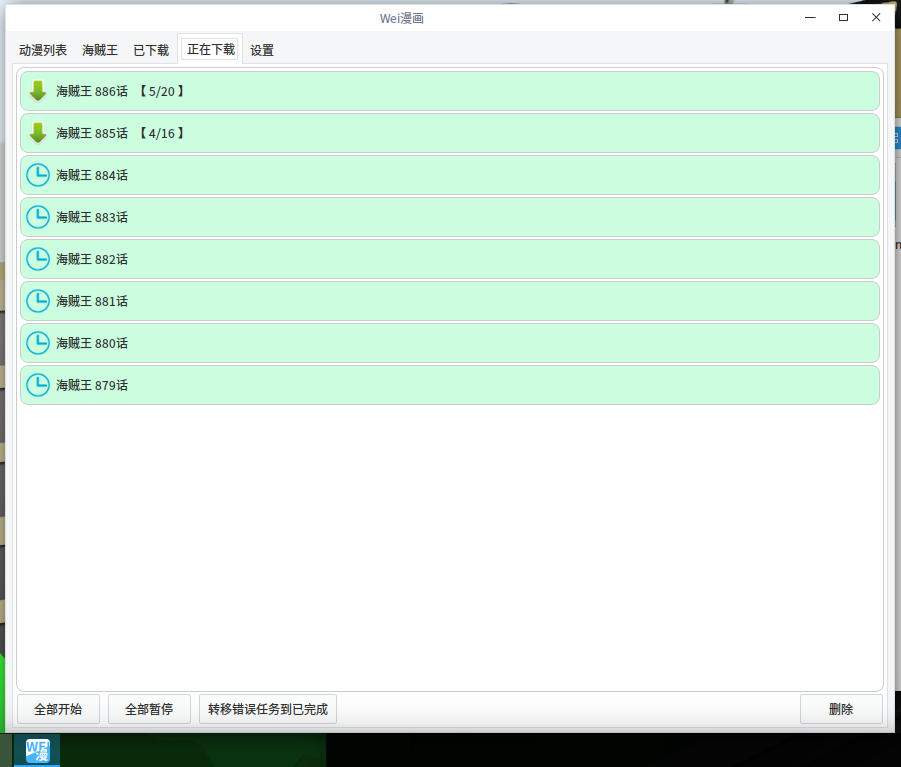 Wei漫画
动漫列表 海贼王 已下载 正在下载 设置
海贼王 886话 【 5/20 】
海贼王 885话 【 4/16 】
海贼王 884话
海贼王 883话
海贼王 882话
海贼王 881话
海贼王 880话
海贼王 879话
全部开始 全部暂停 转移错误任务到已完成 删除
WEI
漫